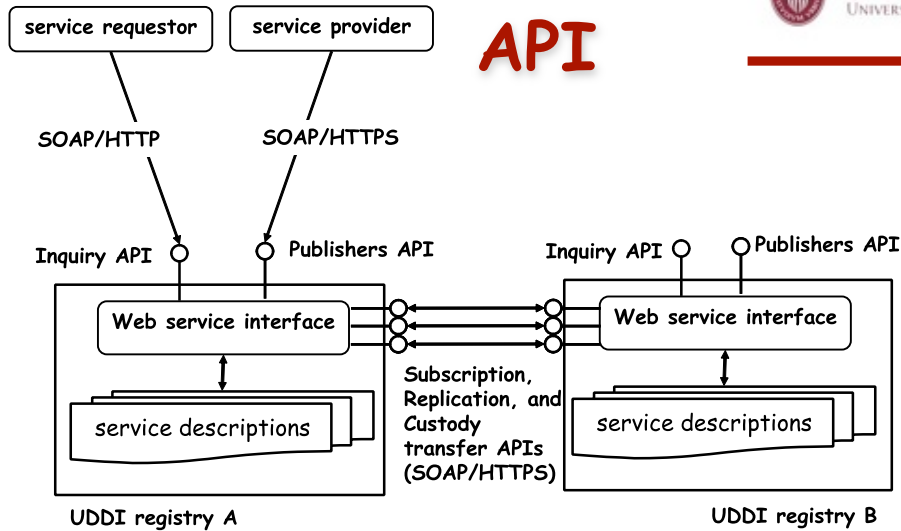 API
UNIVERS
service requestor
service provider
SOAP/HTTP
SOAP/HTTPS
Inquiry API
Publishers API
Inquiry API
Publishers API
Web service interface
Web service interface
Subscription,
Replication, and
Custody
transfer APIs
(SOAP/HTTPS)
service descriptions
service descriptions
UDDI registry A
UDDI registry B